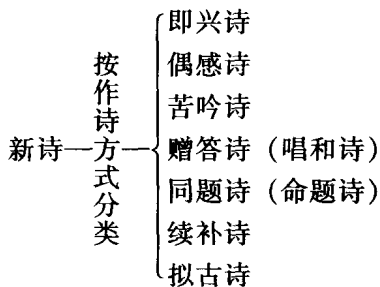 新诗
按作诗方式分类
即兴诗
偶感诗
苦吟诗
赠答诗（唱和诗）
同题诗（命题诗）
续补诗
拟古诗